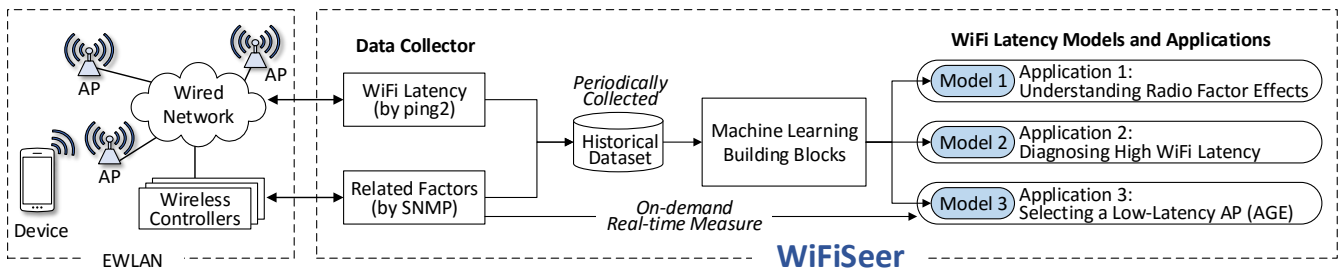 AP
AP
Wired
Network
AP
Device
Wireless
Controllers
EWLAN
Data Collector
WiFi Latency
(by ping2)
Related Factors
(by SNMP)
Periodically
Collected
Historical
Dataset
Machine Learning
Building Blocks
On-demand
Real-time Measure
WiFi Latency Models and Applications
Model 1
Application 1:
Understanding Radio Factor Effects
Model 2
Application 2:
Diagnosing High WiFi Latency
Model 3
Application 3:
Selecting a Low-Latency AP (AGE)
WiFiSeer